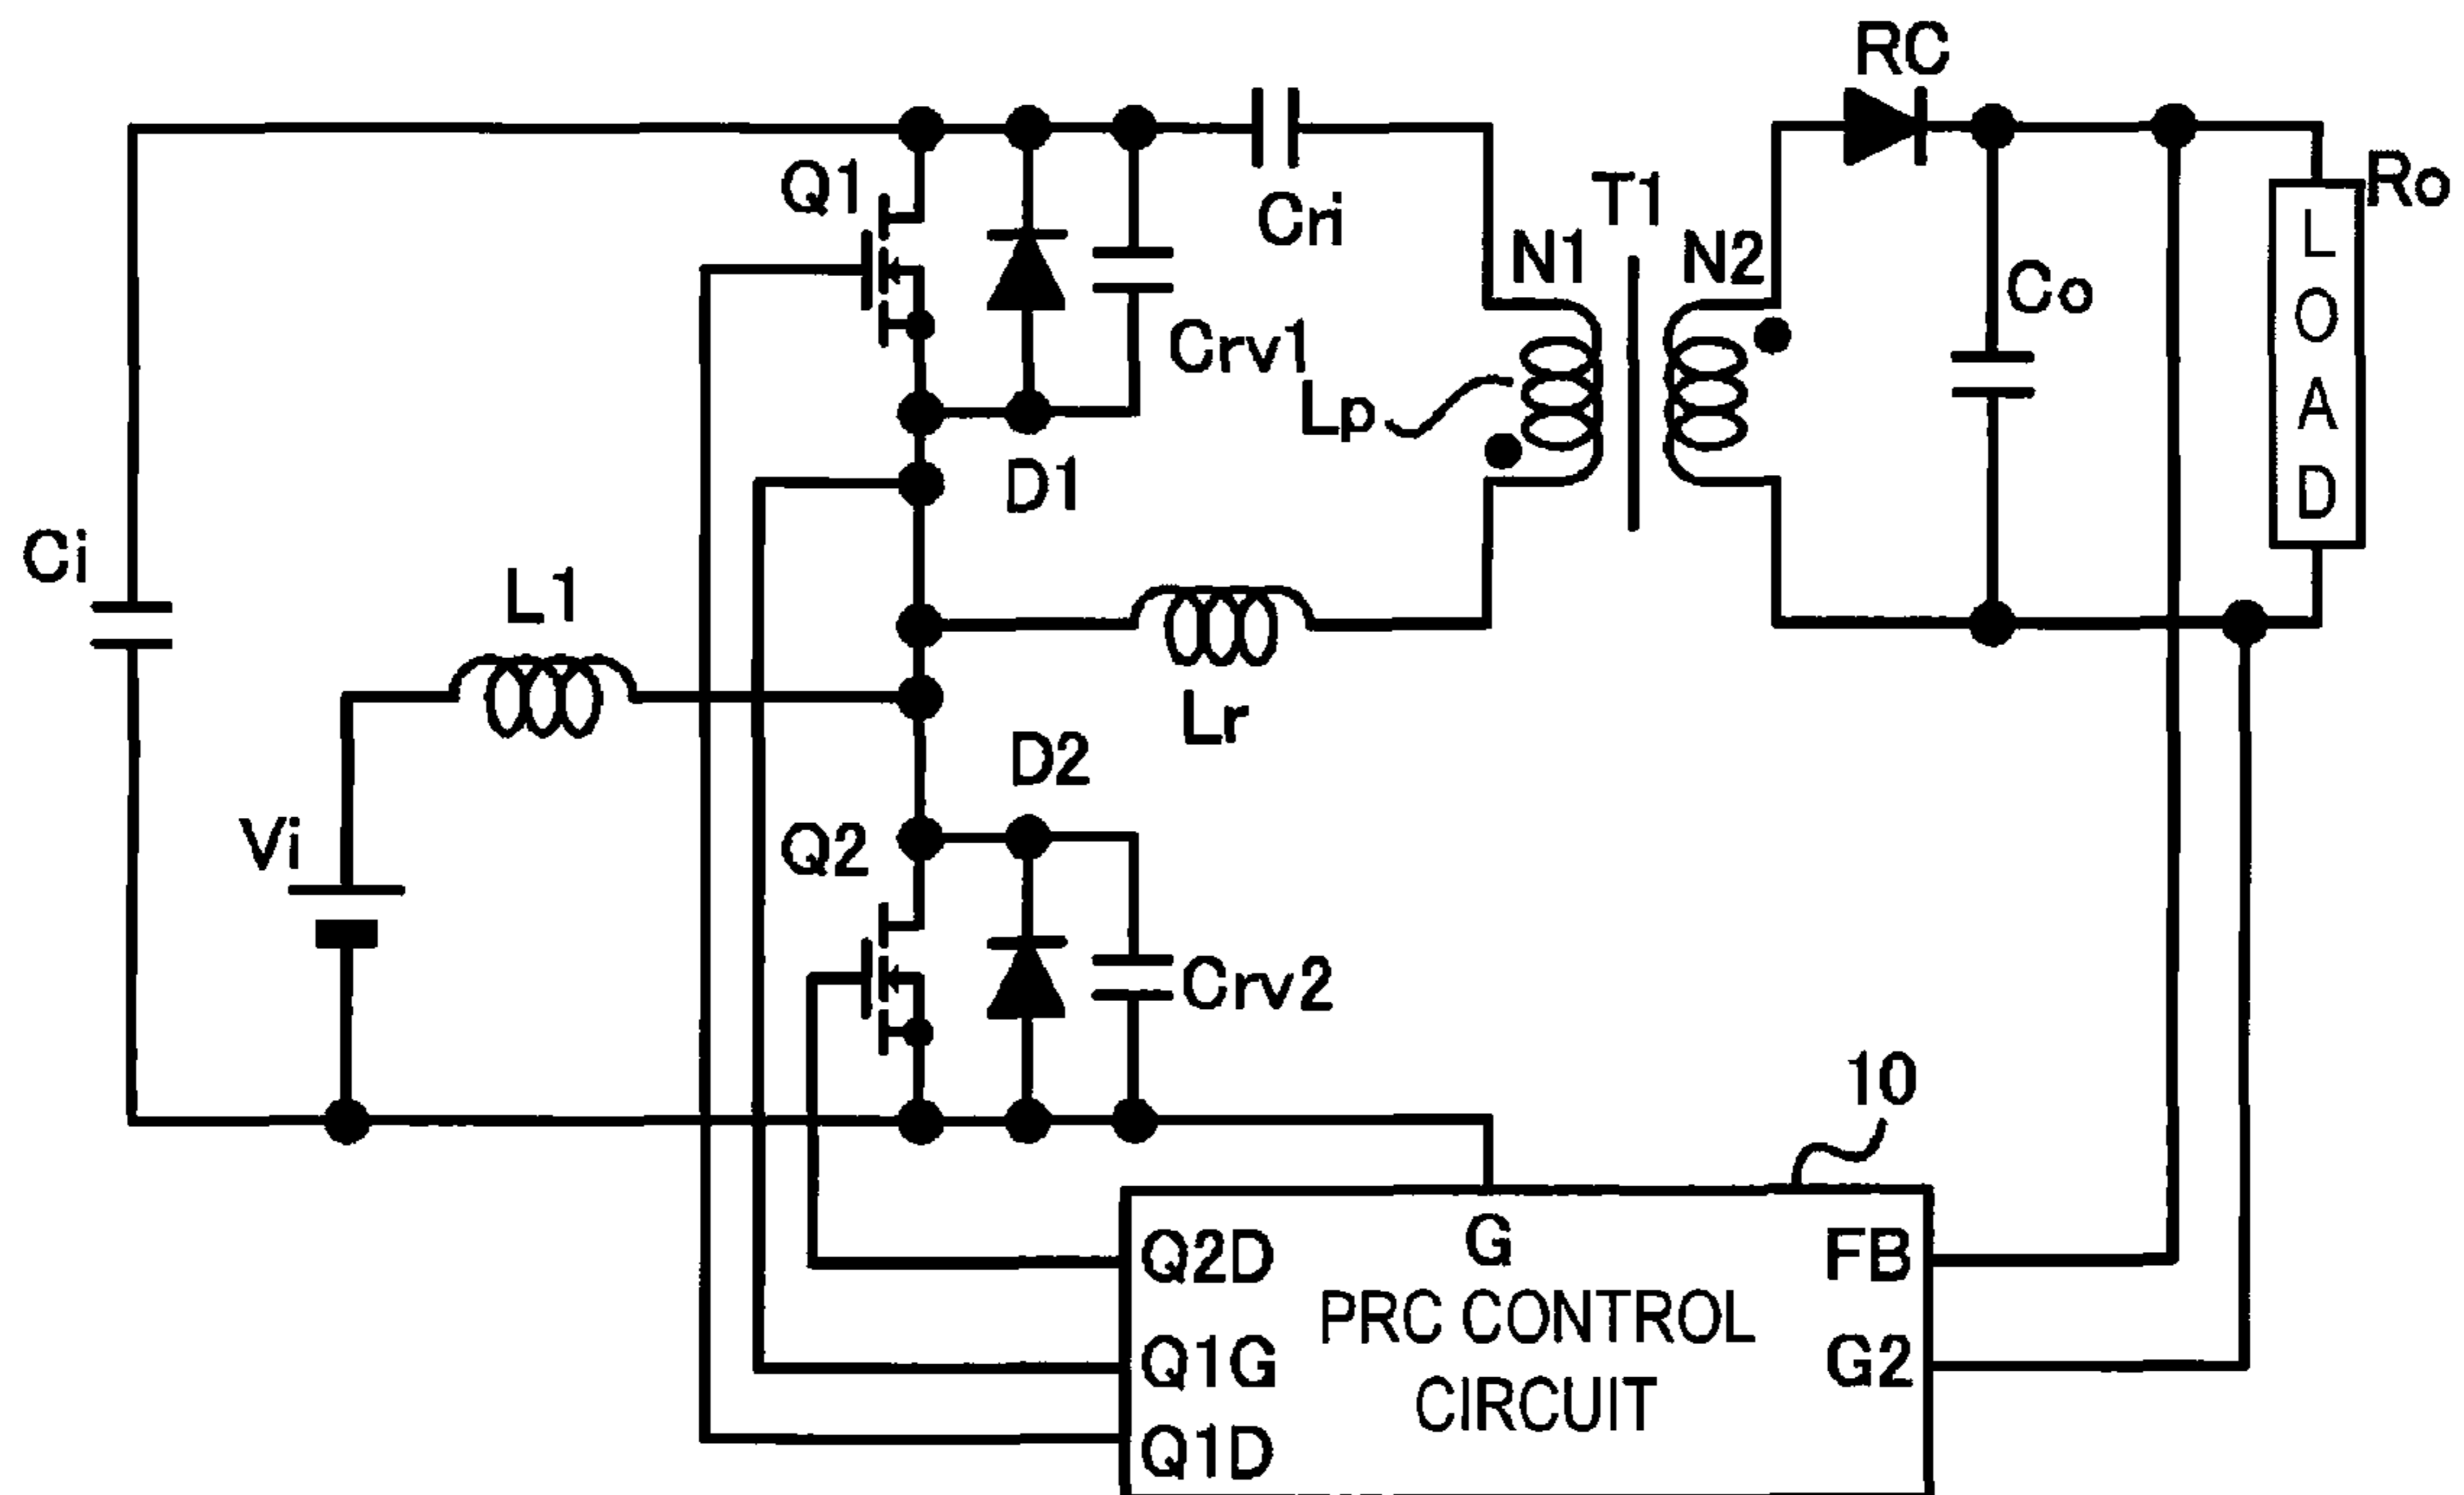 RC
Q1
Cri
T1
Ro
N1
N2
Crv1
Co
Lp
D1
L
O
A
D
Ci
L1
Lr
D2
Vi
Q2
Crv2
10
Q2D
G
FB
PRC CONTROL
Q1G
G2
CIRCUIT
Q1D